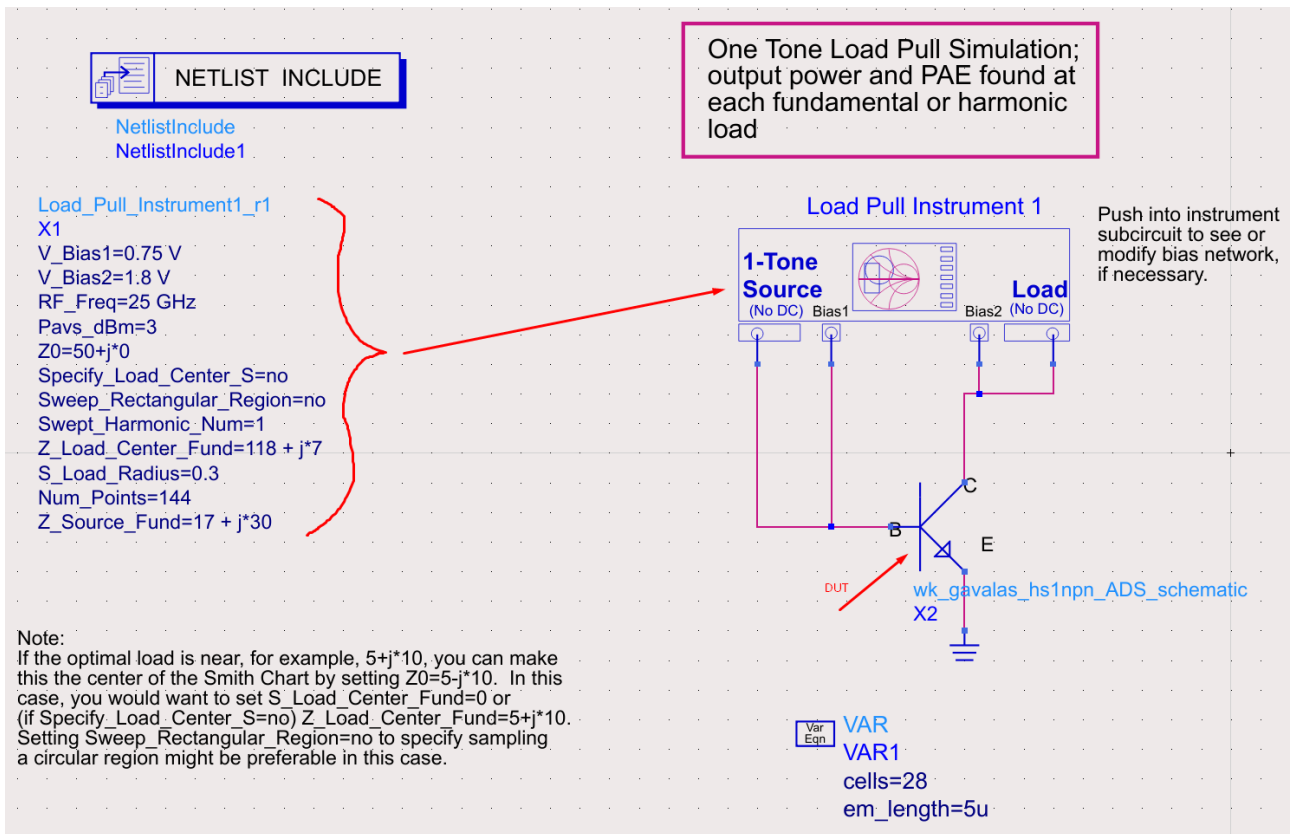 NETLIST INCLUDE
NetlistInclude
NetlistInclude1
One Tone Load Pull Simulation;
output power and PAE found at
each fundamental or harmonic
load
Load_Pull_Instrument1_r1
X1
V_Bias1=0.75 V
V_Bias2=1.8 V
RF_Freq=25 GHz
Pavs_dBm=3
Z0=50+j*0
Specify_Load_Center_S=no
Sweep_Rectangular_Region=no
Swept_Harmonic_Num=1
Z_Load_Center_Fund=118 + j*7
S_Load_Radius=0.3
Num_Points=144
Z_Source_Fund=17 + j*30
Load Pull Instrument 1
1-Tone
Source
(No DC)
Bias1
Bias2
Load
(No DC)
Push into instrument
subcircuit to see or
modify bias network,
if necessary.
C
B
E
DUT
wk_gavalas_hs1npn_ADS_schematic
X2
Note:
If the optimal load is near, for example, 5+j*10, you can make
this the center of the Smith Chart by setting Z0=5-j*10. In this
case, you would want to set S_Load_Center_Fund=0 or
(if Specify_Load_Center_S=no) Z_Load_Center_Fund=5+j*10.
Setting Sweep_Rectangular_Region=no to specify sampling
a circular region might be preferable in this case.
Var
Eqn
VAR
VAR1
cells=28
em_length=5u